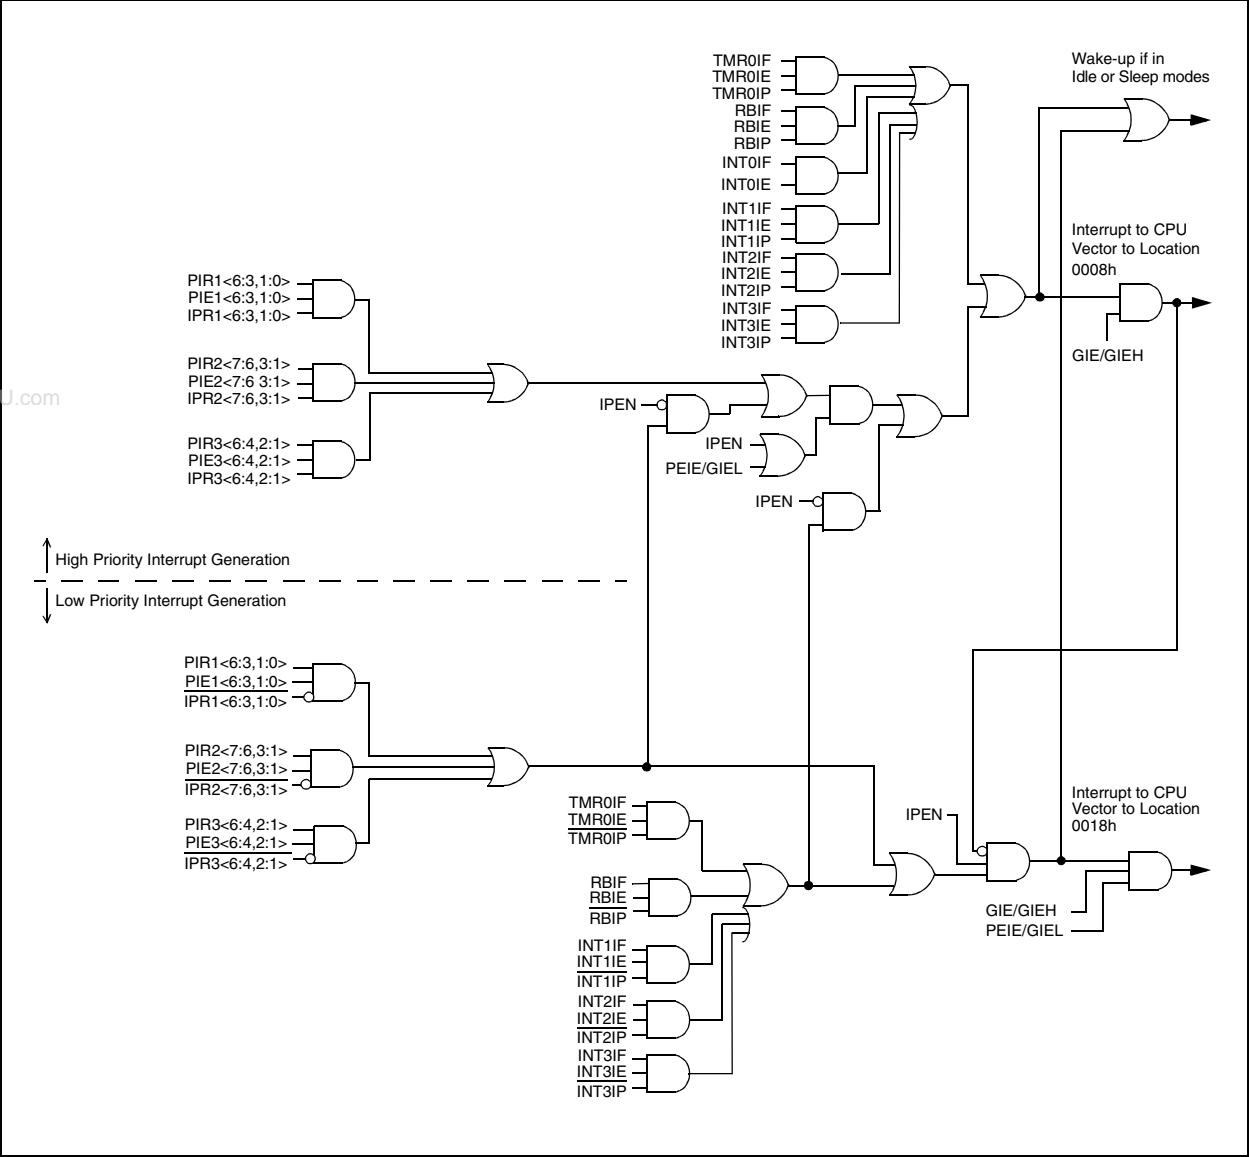 TMR0IF
TMR0IE
TMR0IP
RBIF
RBIE
RBIP
INT0IF
INT0IE
INT1IF
INT1IE
INT1IP
INT2IF
INT2IE
INT2IP
INT3IF
INT3IE
INT3IP
Wake-up if in
Idle or Sleep modes
Interrupt to CPU
Vector to Location
0008h
GIE/GIEH
PIR1<6:3,1:0>
PIE1<6:3,1:0>
IPR1<6:3,1:0>
PIR2<7:6,3:1>
PIE2<7:6 3:1>
IPR2<7:6,3:1>
PIR3<6:4,2:1>
PIE3<6:4,2:1>
IPR3<6:4,2:1>
U.com
IPEN
IPEN
PEIE/GIEL
IPEN
High Priority Interrupt Generation
Low Priority Interrupt Generation
PIR1<6:3,1:0>
PIE1<6:3,1:0>
IPR1<6:3,1:0>
PIR2<7:6,3:1>
PIE2<7:6,3:1>
IPR2<7:6,3:1>
PIR3<6:4,2:1>
PIE3<6:4,2:1>
IPR3<6:4,2:1>
TMR0IF
TMR0IE
TMR0IP
RBIF
RBIE
RBIP
INT1IF
INT1IE
INT1IP
INT2IF
INT2IE
INT2IP
INT3IF
INT3IE
INT3IP
IPEN
Interrupt to CPU
Vector to Location
0018h
GIE/GIEH
PEIE/GIEL